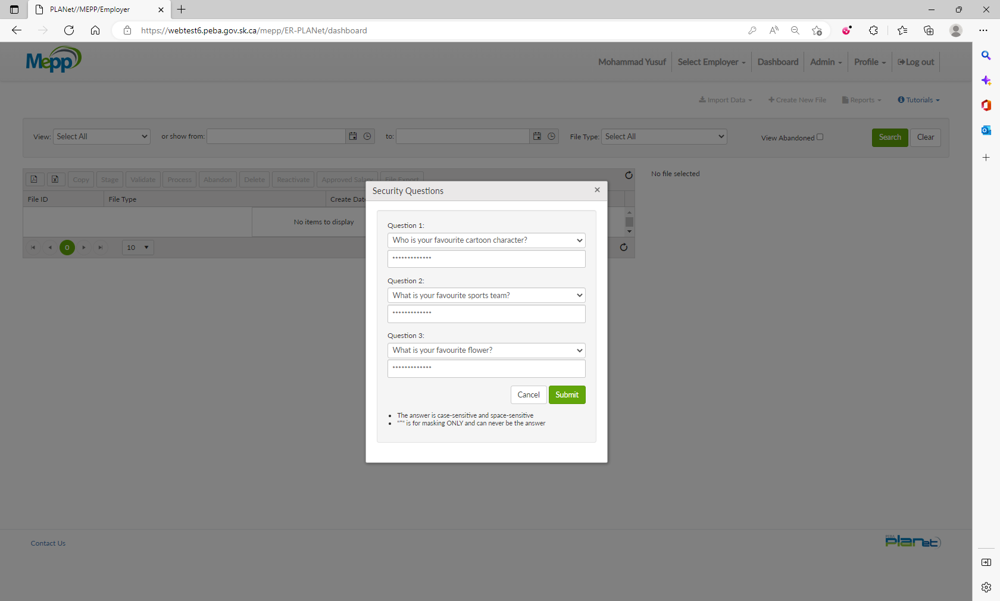 PLANet//MEPP/Employer
https://webtest6.peba.gov.sk.ca/mepp/ER-PLANet/dashboard
Mepp
Mohammad Yusuf Select Employer Dashboard Admin Profile Log out
Import Data Create New File Reports Tutorials
View: Select All or show from: to: File Type: Select All View Abandoned Search Clear
Copy Stage Validate Process Abandon Delete Reactivate Approved Salary File Export
No file selected
File ID File Type Create Date
No items to display
0 10
Security Questions
Question 1:
Who is your favourite cartoon character?
*************
Question 2:
What is your favourite sports team?
*************
Question 3:
What is your favourite flower?
*************
Cancel Submit
• The answer is case-sensitive and space-sensitive
• "*" is for masking ONLY and can never be the answer
Contact Us
PEBA
planet